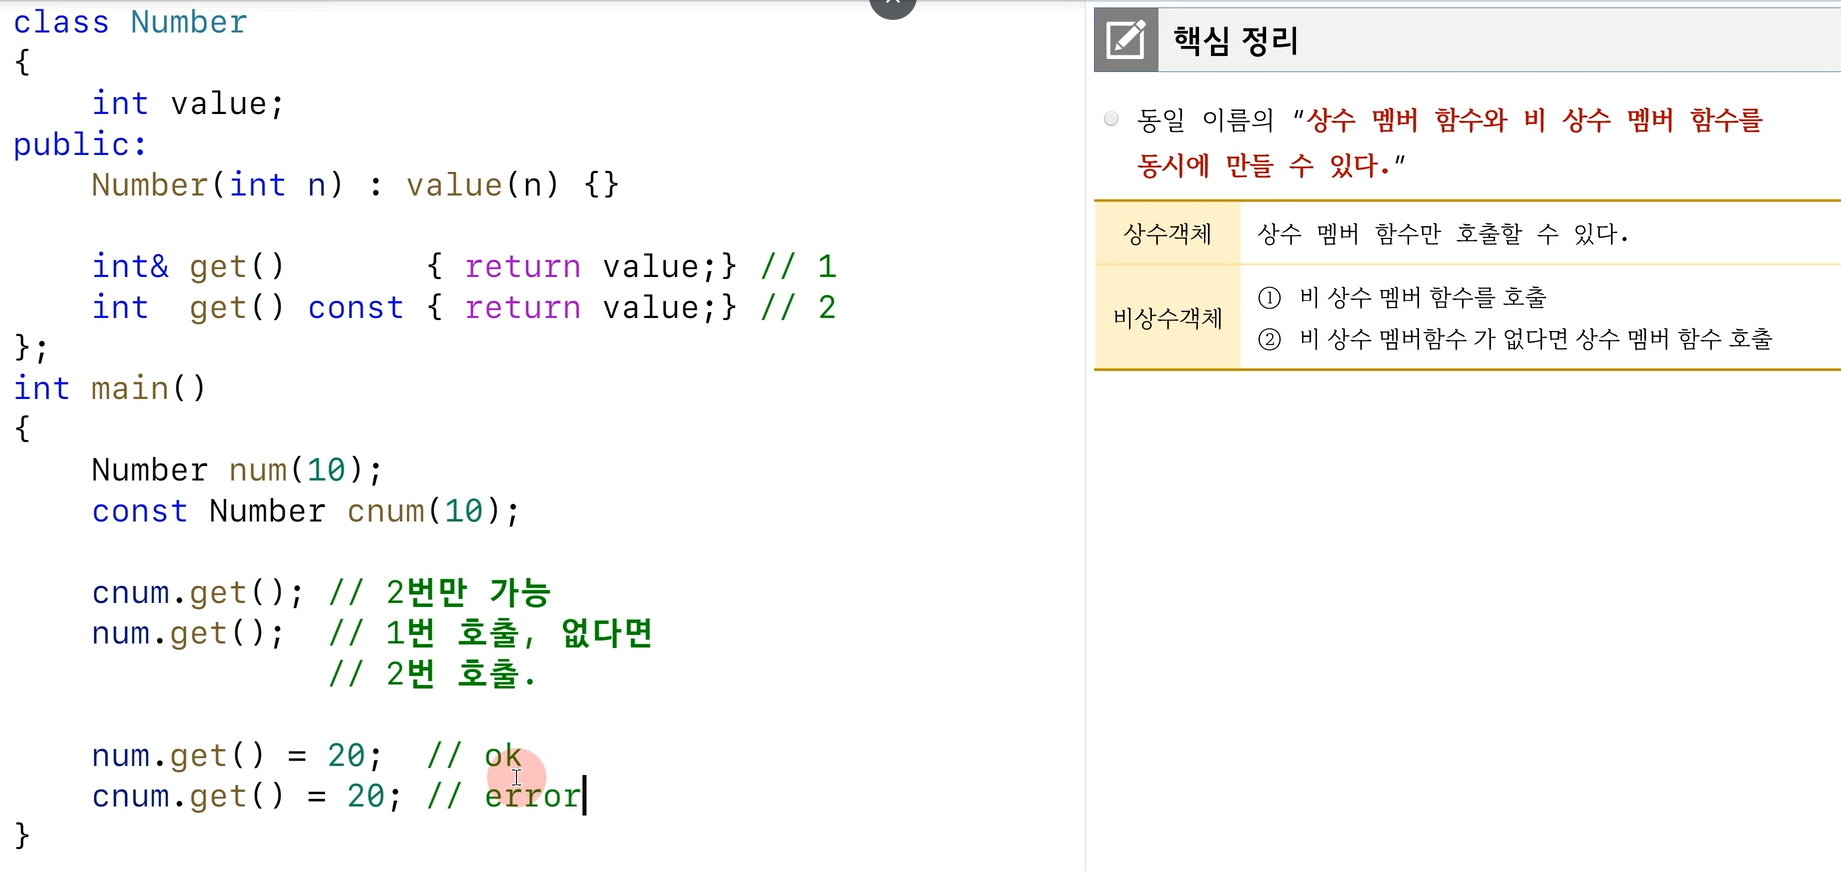 class Number
{
    int value;
public:
    Number(int n) : value(n) {}

    int& get()       { return value;} // 1
    int  get() const { return value;} // 2
};
int main()
{
    Number num(10);
    const Number cnum(10);

    cnum.get(); // 2번만 가능
    num.get();  // 1번 호출, 없다면
                // 2번 호출.

    num.get() = 20;  // ok
    cnum.get() = 20; // error
}
핵심 정리
동일 이름의 "상수 멤버 함수와 비 상수 멤버 함수를
동시에 만들 수 있다."
상수객체 상수 멤버 함수만 호출할 수 있다.
비상수객체
① 비 상수 멤버 함수를 호출
② 비 상수 멤버함수 가 없다면 상수 멤버 함수 호출